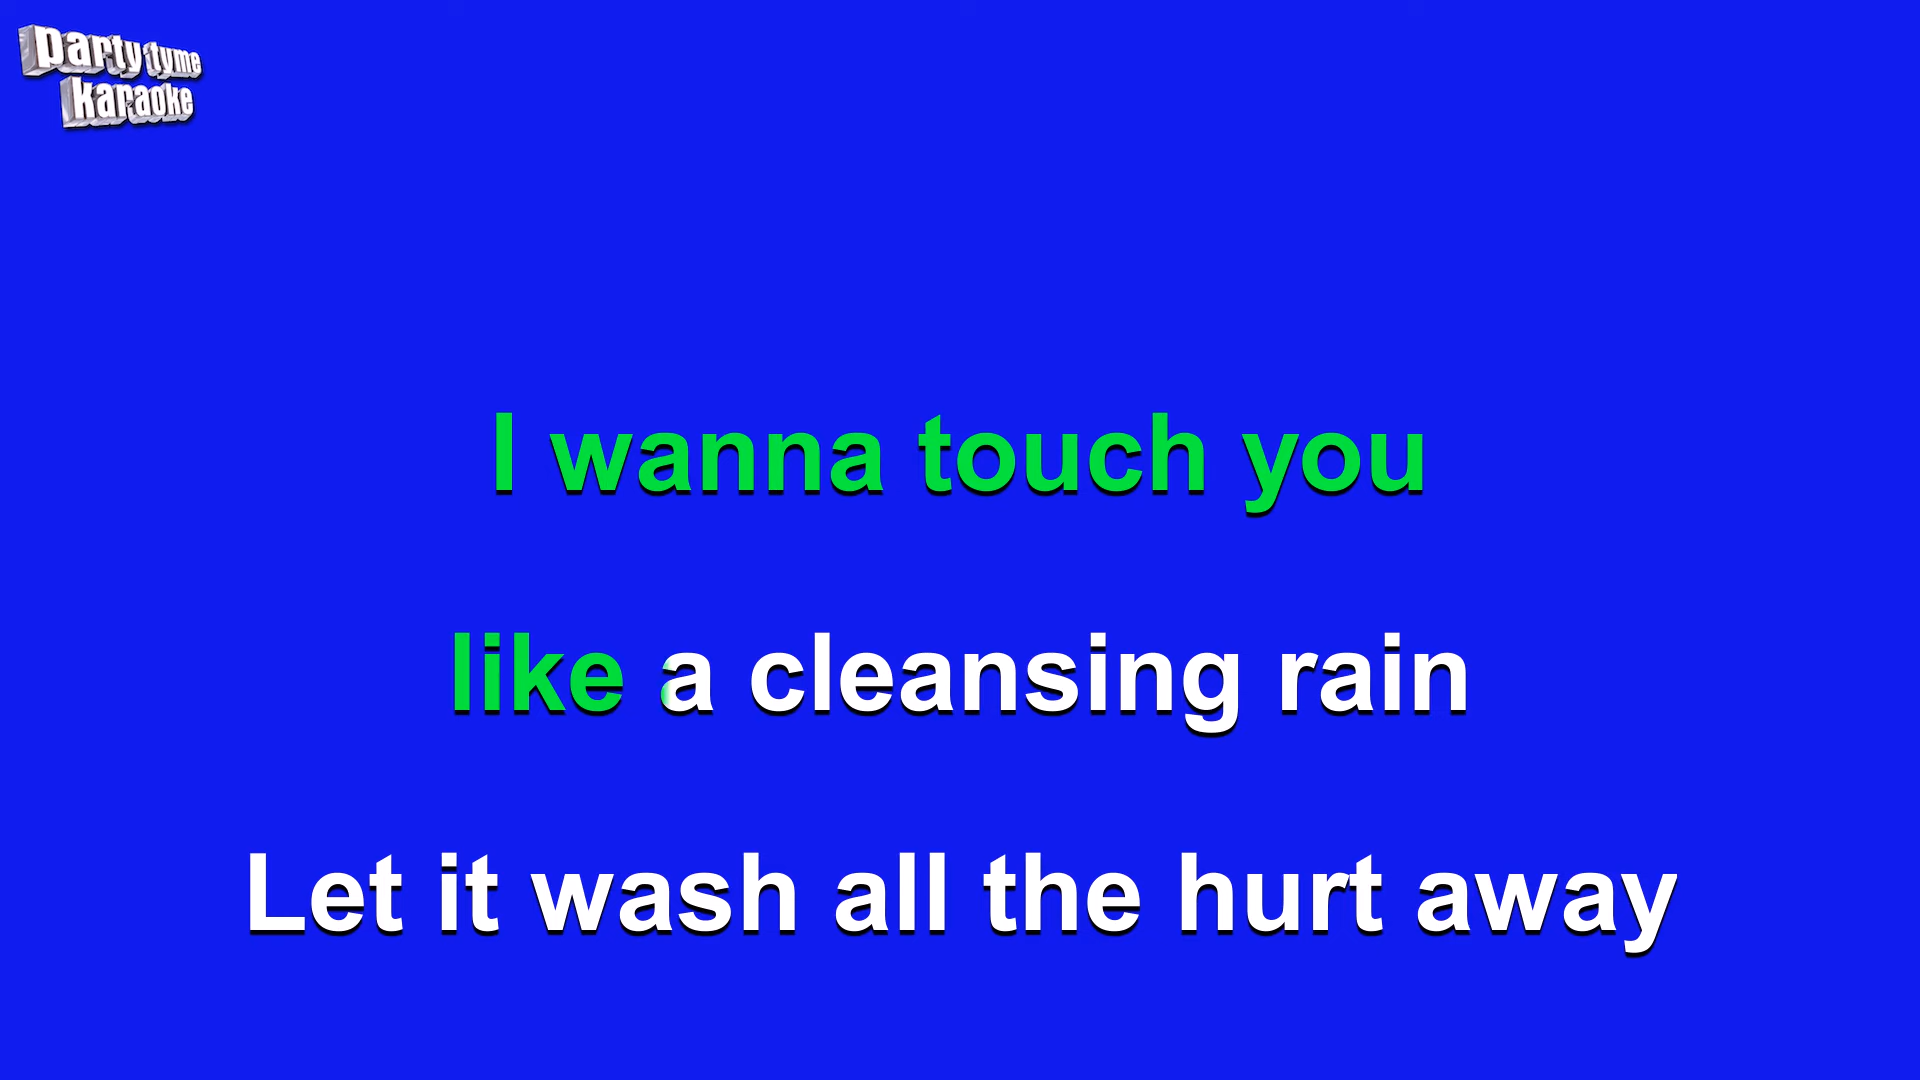 party tyme
karaoke
I wanna touch you
like a cleansing rain
Let it wash all the hurt away